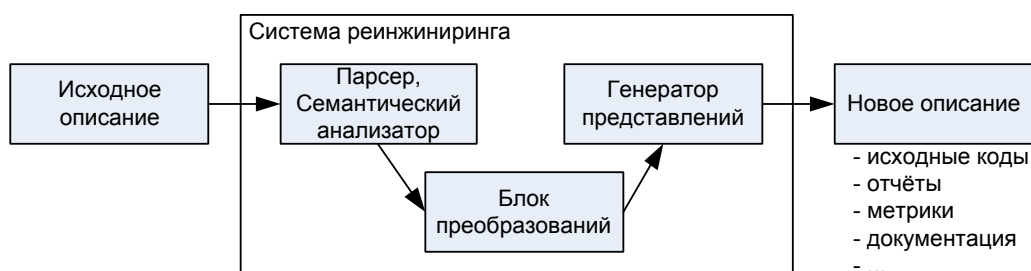 Система реинжиниринга
Исходное
описание
Парсер,
Семантический
анализатор
Блок
преобразований
Генератор
представлений
Новое описание
- исходные коды
- отчёты
- метрики
- документация
- ...